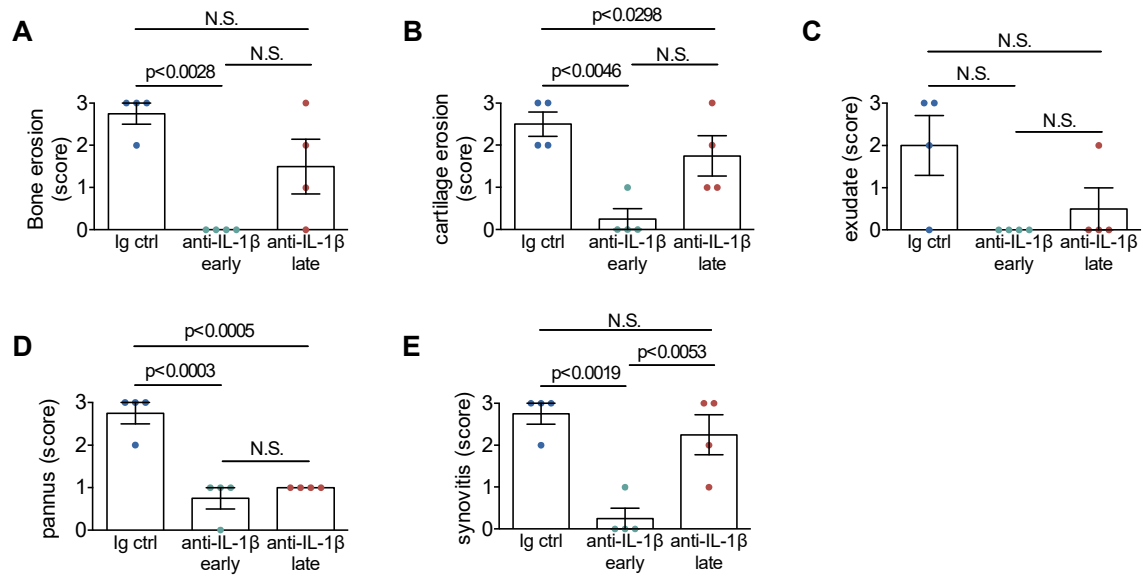 A
N.S.
N.S.
p<0.0028
Bone erosion
(score)
3
2
1
0
Ig ctrl
anti-IL-1β
early
anti-IL-1β
late
B
p<0.0298
p<0.0046
N.S.
cartilage erosion
(score)
3
2
1
0
Ig ctrl
anti-IL-1β
early
anti-IL-1β
late
C
N.S.
N.S.
N.S.
exudate (score)
3
2
1
0
Ig ctrl
anti-IL-1β
early
anti-IL-1β
late
D
p<0.0005
p<0.0003
N.S.
pannus (score)
3
2
1
0
Ig ctrl
anti-IL-1β
early
anti-IL-1β
late
E
N.S.
p<0.0053
p<0.0019
synovitis (score)
3
2
1
0
Ig ctrl
anti-IL-1β
early
anti-IL-1β
late